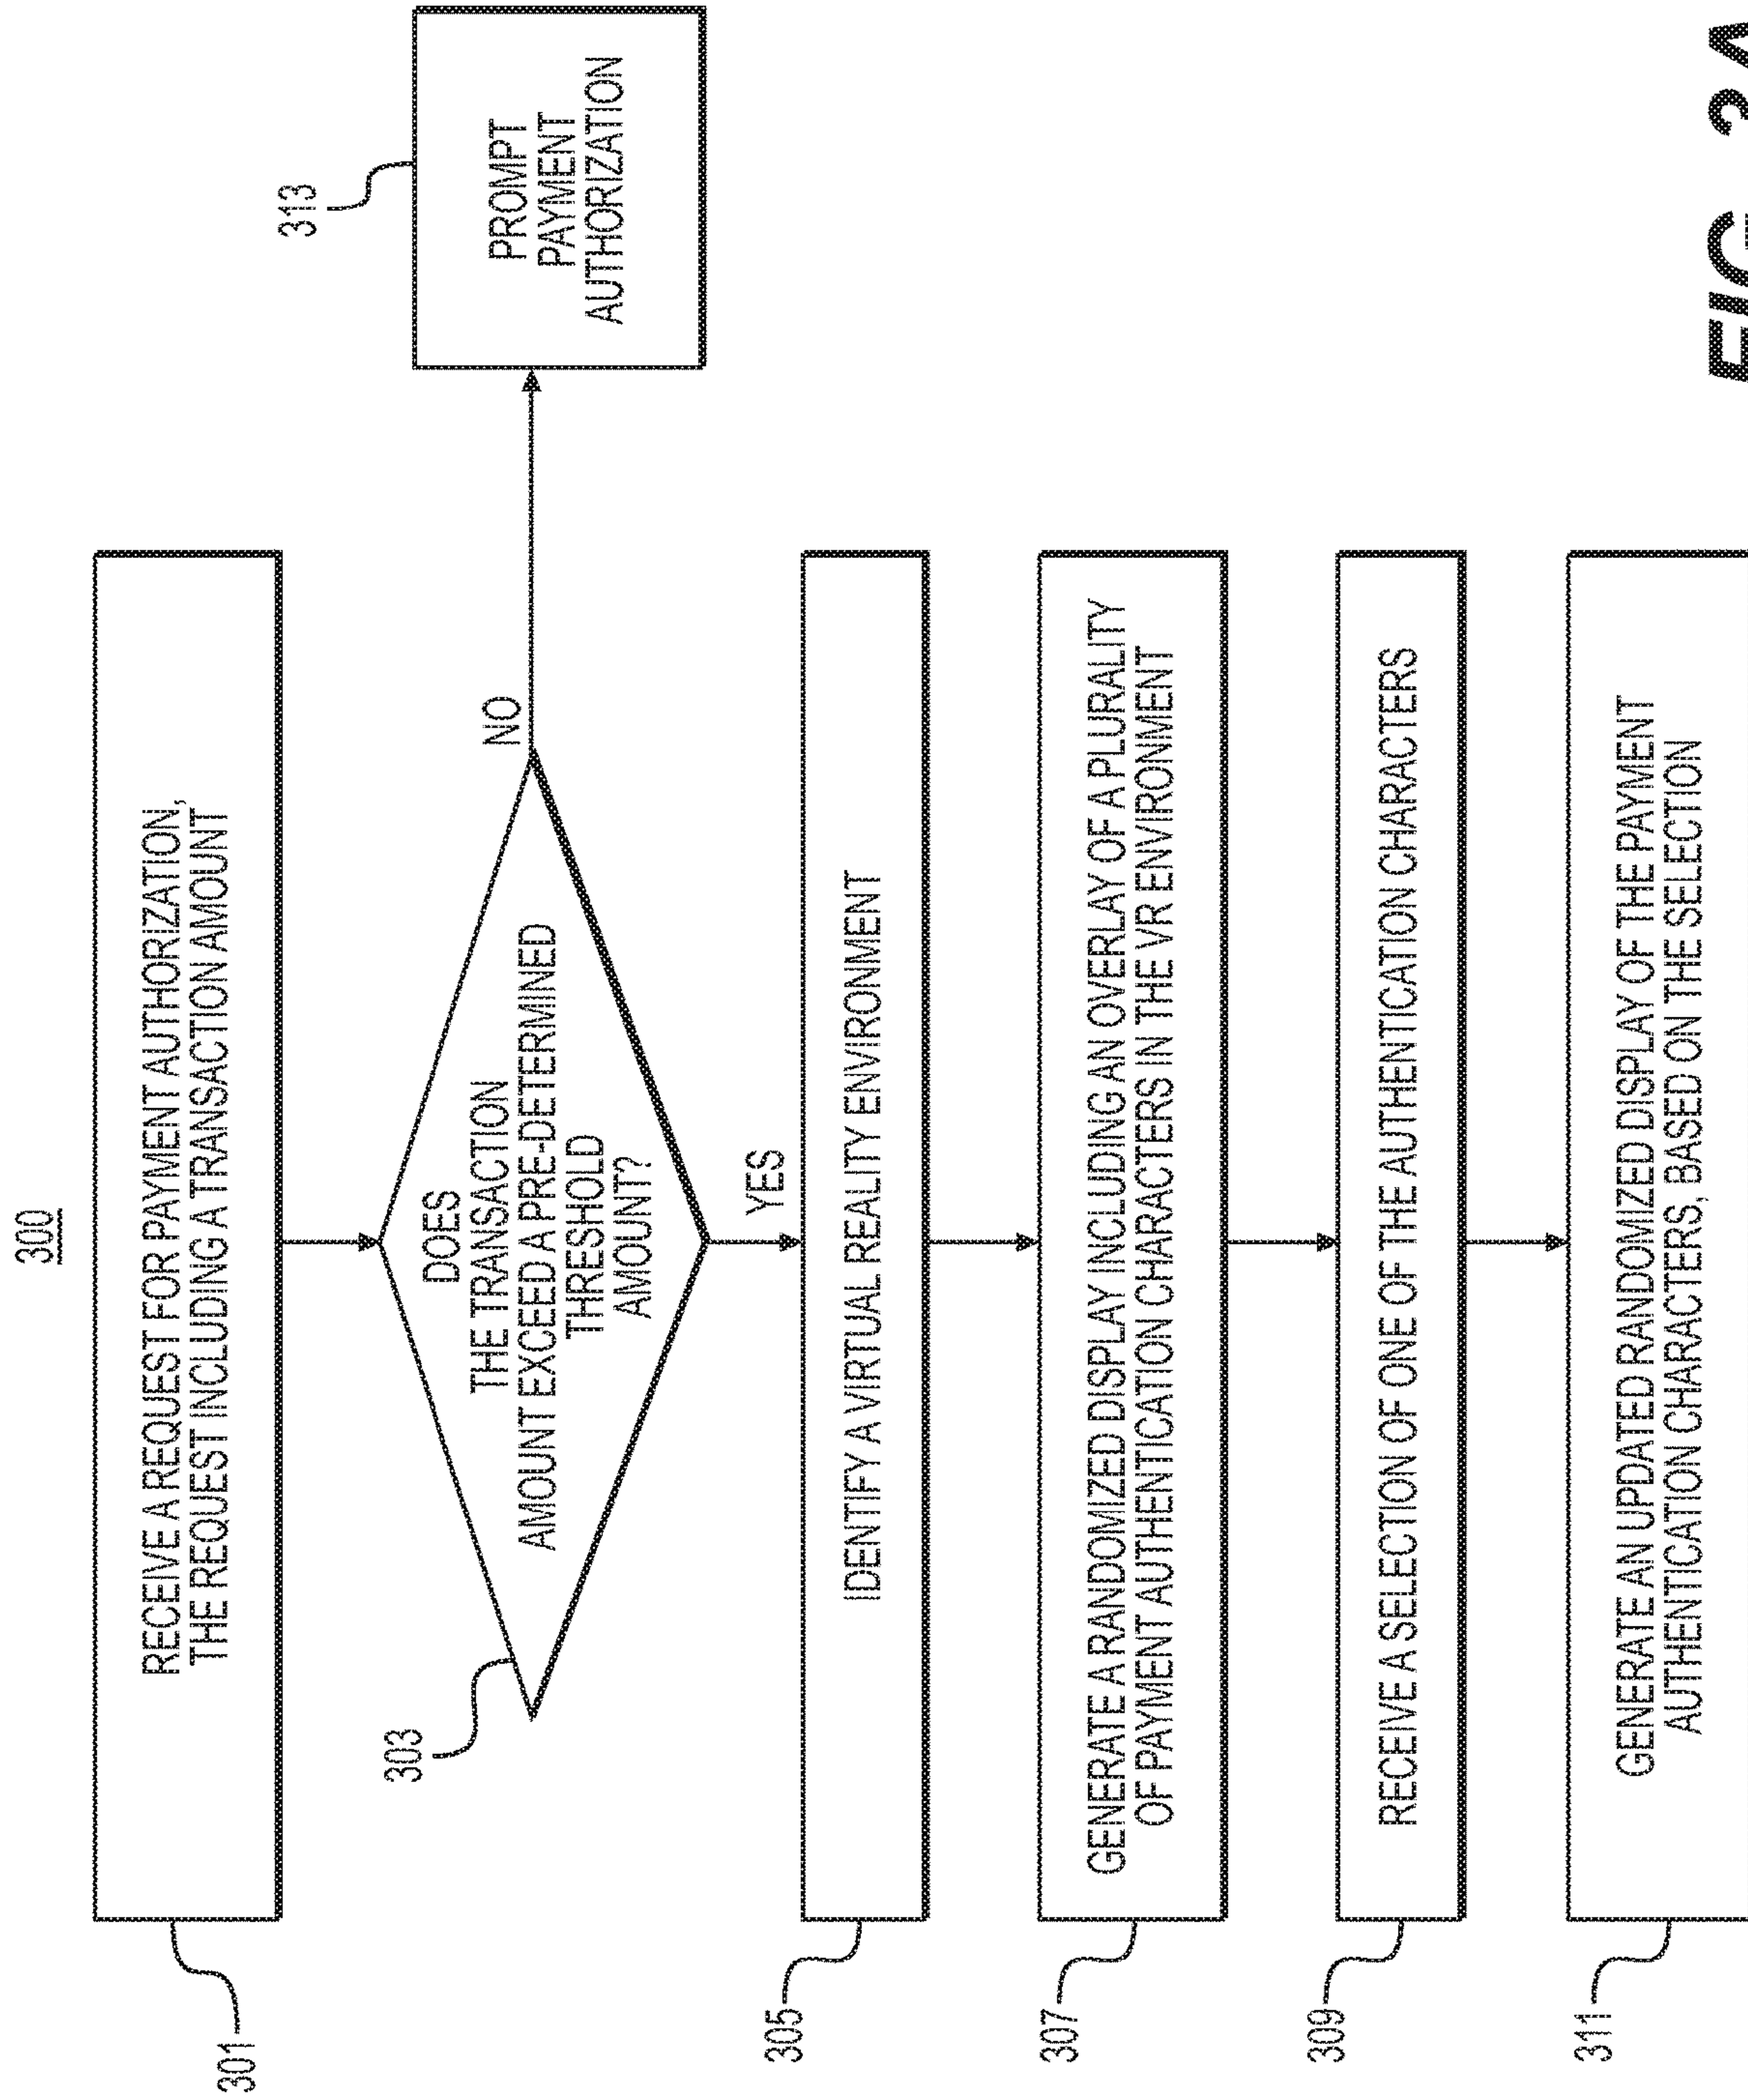 300
301
RECEIVE A REQUEST FOR PAYMENT AUTHORIZATION,
THE REQUEST INCLUDING A TRANSACTION AMOUNT
303
DOES
THE TRANSACTION
AMOUNT EXCEED A PRE-DETERMINED
THRESHOLD
AMOUNT?
NO
313
PROMPT
PAYMENT
AUTHORIZATION
YES
305
IDENTIFY A VIRTUAL REALITY ENVIRONMENT
307
GENERATE A RANDOMIZED DISPLAY INCLUDING AN OVERLAY OF A PLURALITY
OF PAYMENT AUTHENTICATION CHARACTERS IN THE VR ENVIRONMENT
309
RECEIVE A SELECTION OF ONE OF THE AUTHENTICATION CHARACTERS
311
GENERATE AN UPDATED RANDOMIZED DISPLAY OF THE PAYMENT
AUTHENTICATION CHARACTERS, BASED ON THE SELECTION
FIG. 3A